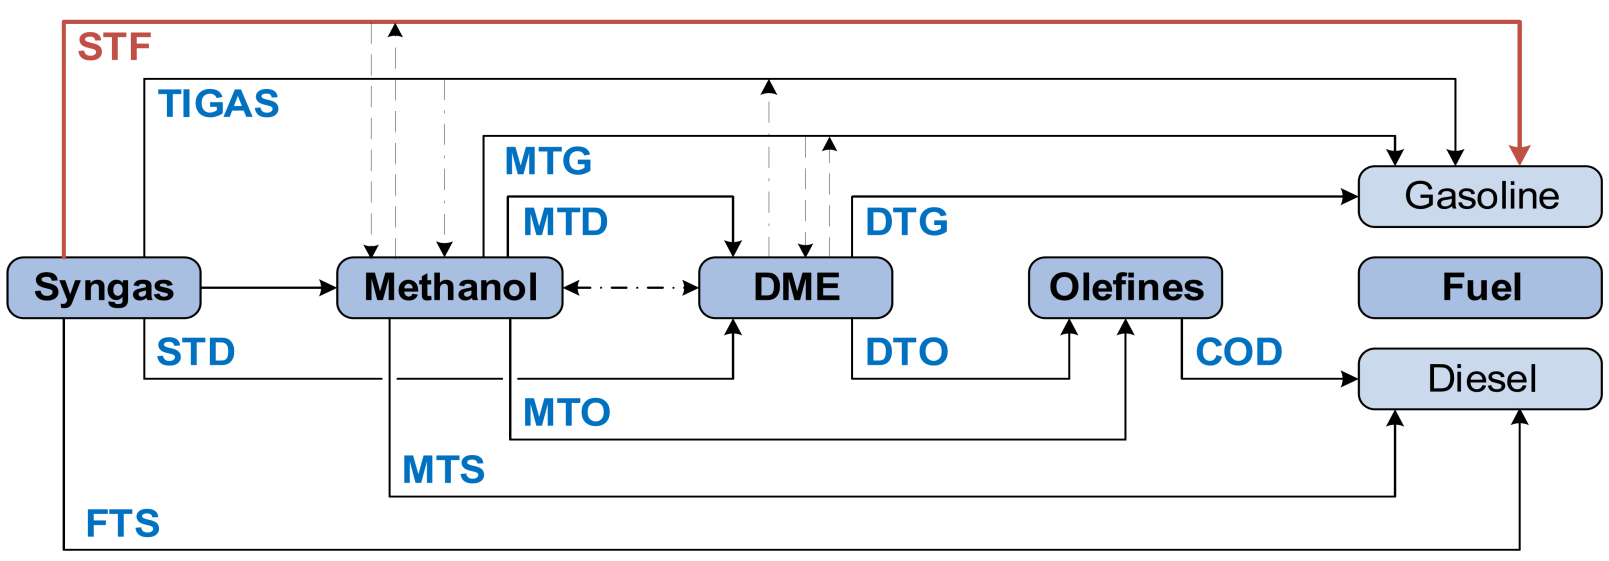 STF
TIGAS
MTG
MTD
DTG
Gasoline
Syngas
Methanol
DME
Olefines
Fuel
STD
DTO
COD
Diesel
MTO
MTS
FTS